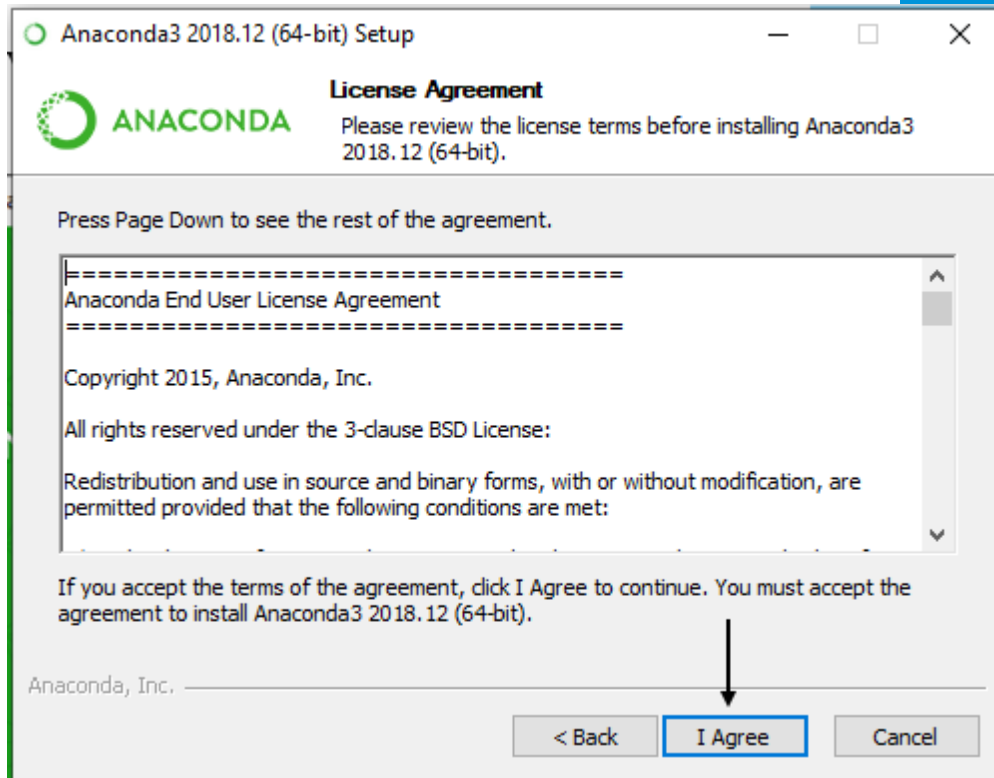 Anaconda3 2018.12 (64-bit) Setup
ANACONDA
License Agreement
Please review the license terms before installing Anaconda3
2018.12 (64-bit).
Press Page Down to see the rest of the agreement.
===================================
Anaconda End User License Agreement
===================================
Copyright 2015, Anaconda, Inc.
All rights reserved under the 3-clause BSD License:
Redistribution and use in source and binary forms, with or without modification, are
permitted provided that the following conditions are met:
If you accept the terms of the agreement, click I Agree to continue. You must accept the
agreement to install Anaconda3 2018.12 (64-bit).
Anaconda, Inc.
< Back
I Agree
Cancel